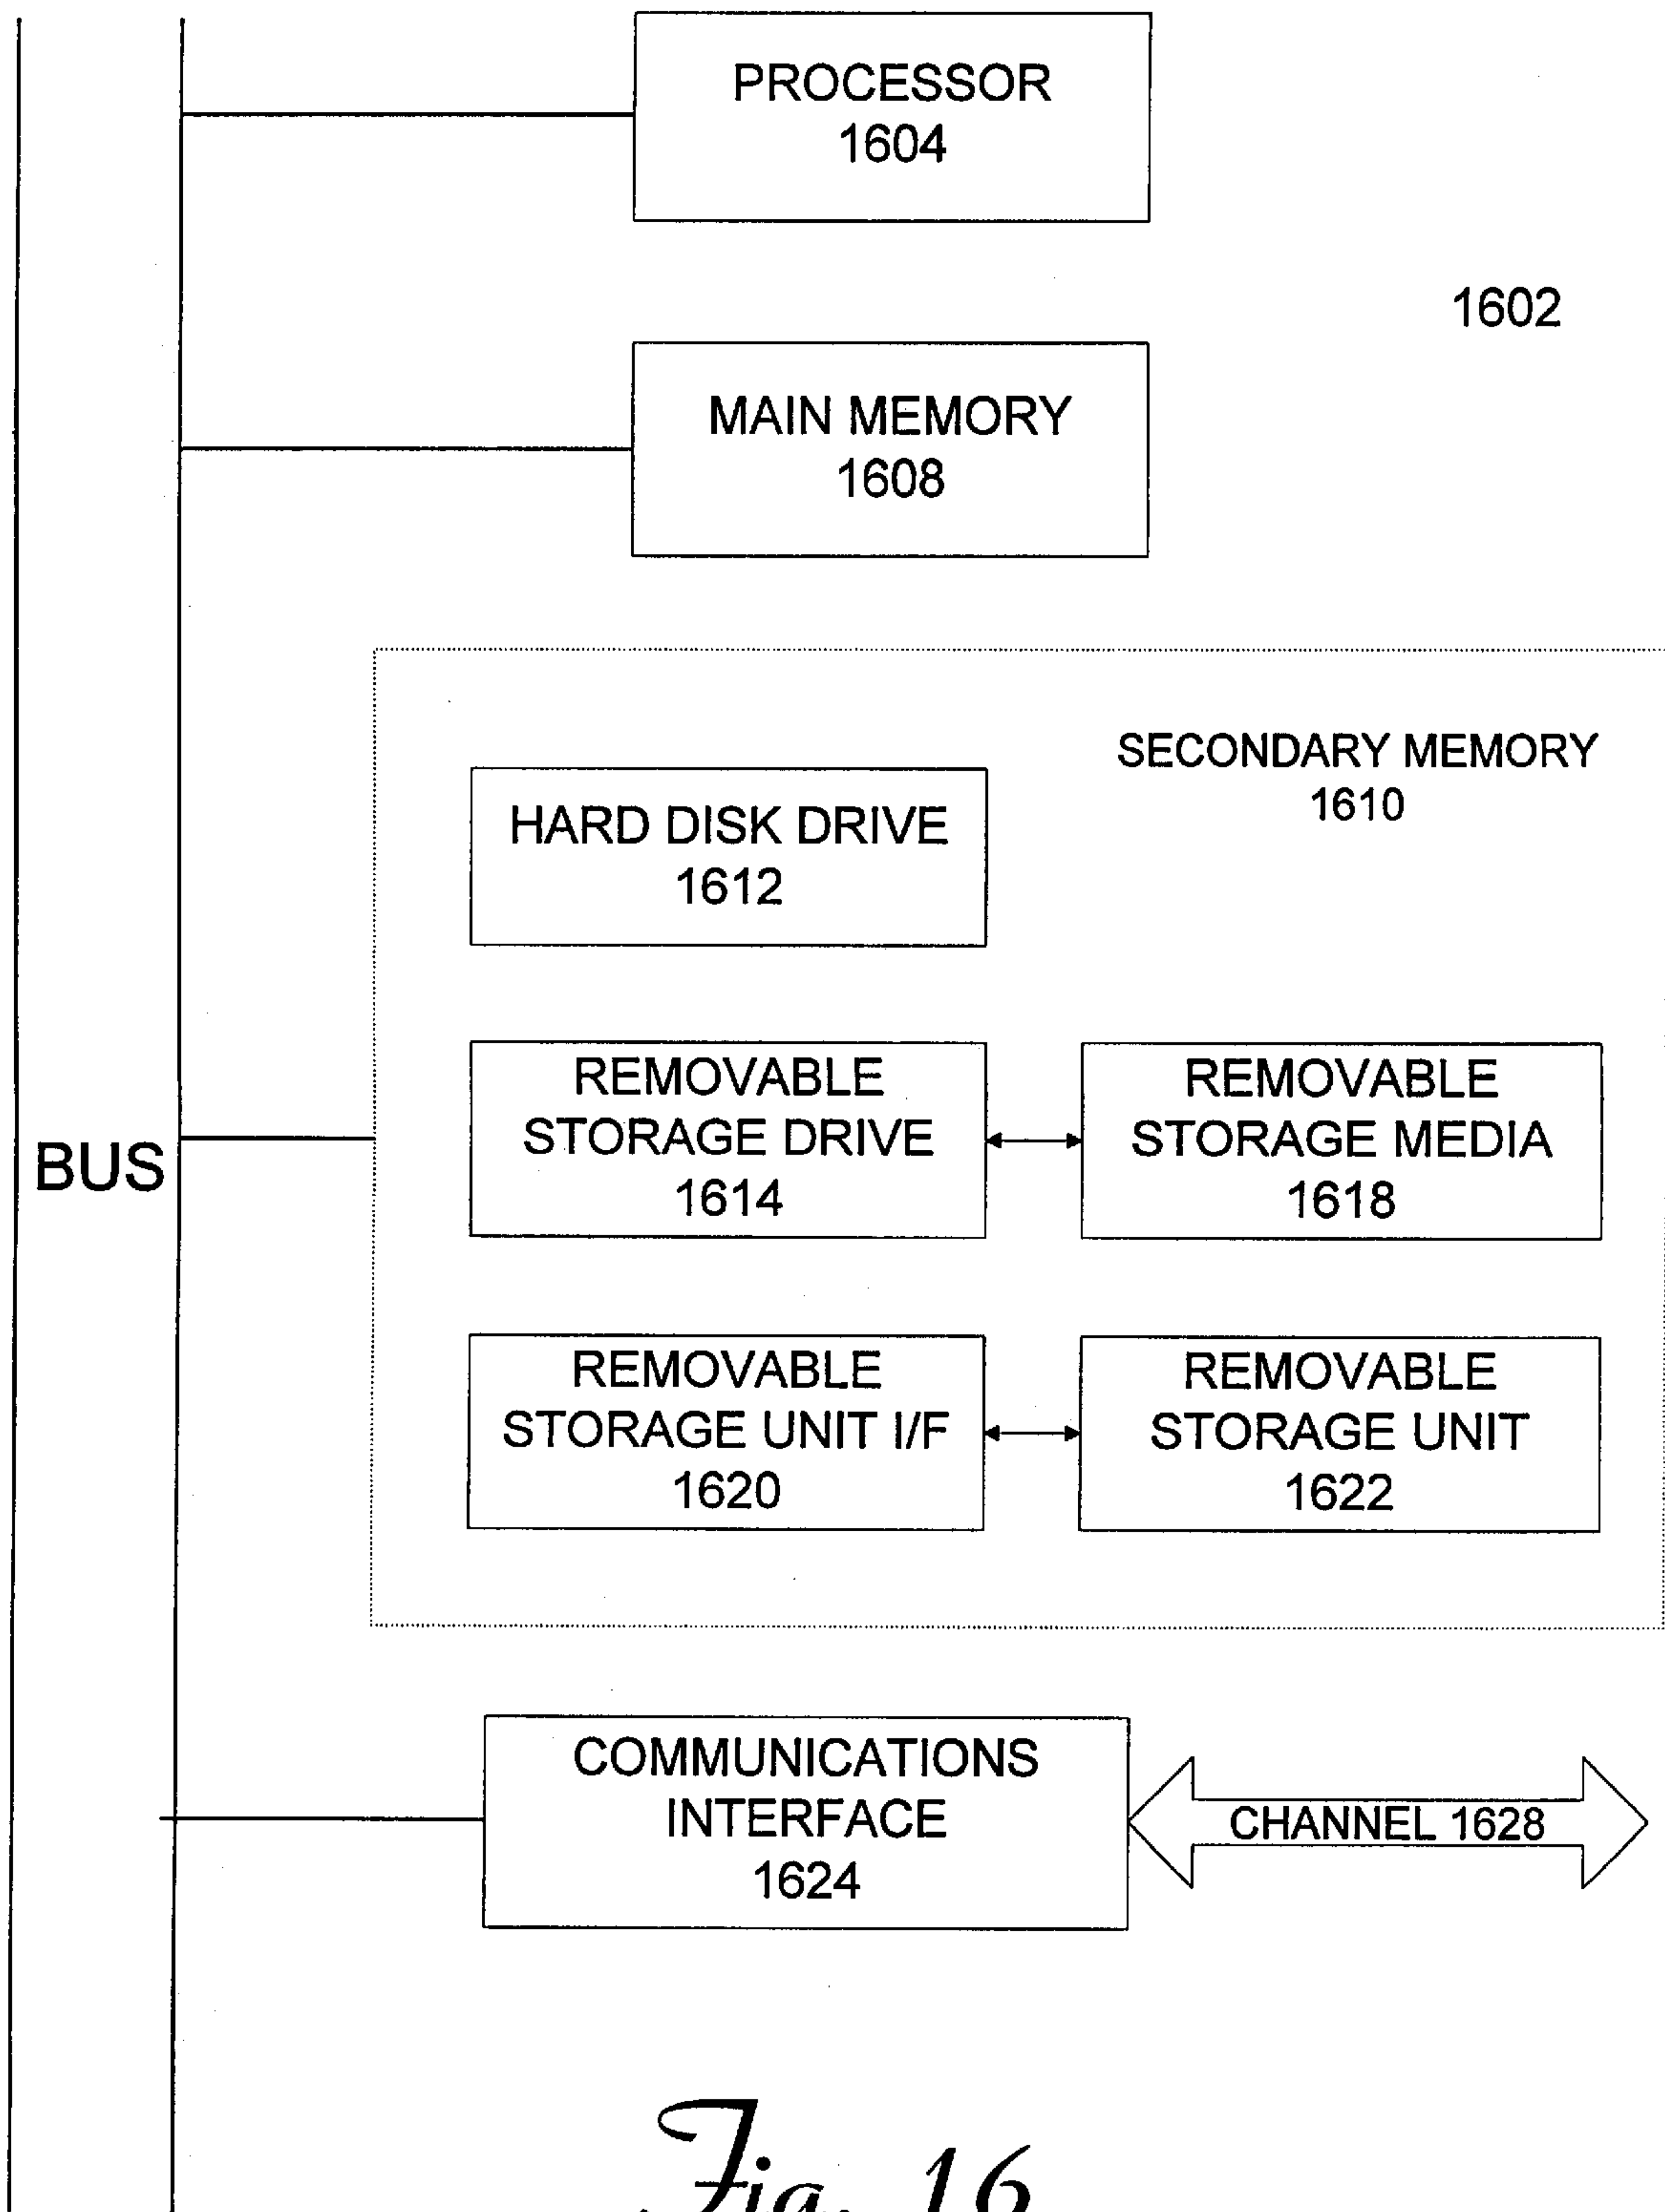 PROCESSOR
1604
1602
MAIN MEMORY
1608
SECONDARY MEMORY
1610
HARD DISK DRIVE
1612
BUS
REMOVABLE
STORAGE DRIVE
1614
REMOVABLE
STORAGE MEDIA
1618
REMOVABLE
STORAGE UNIT I/F
1620
REMOVABLE
STORAGE UNIT
1622
COMMUNICATIONS
INTERFACE
1624
CHANNEL 1628
Fig. 16